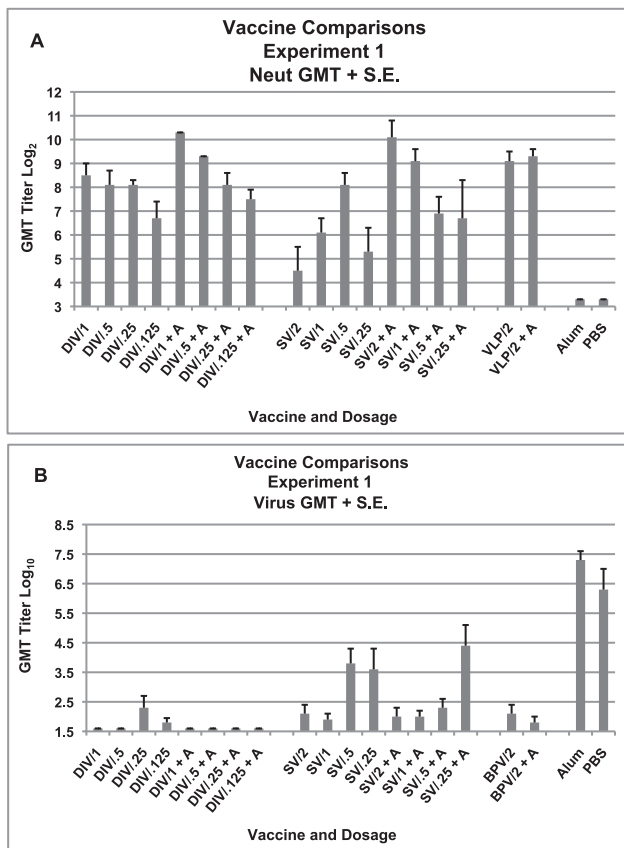 A
Vaccine Comparisons
Experiment 1
Neut GMT + S.E.
GMT Titer Log2
12
11
10
9
8
7
6
5
4
3
DIV/1
DIV/.5
DIV/.25
DIV/.125
DIV/1 + A
DIV/.5 + A
DIV/.25 + A
DIV/.125 + A
SV/2
SV/1
SV/.5
SV/.25
SV/2 + A
SV/1 + A
SV/.5 + A
SV/.25 + A
VLP/2
VLP/2 + A
Alum
PBS
Vaccine and Dosage
B
Vaccine Comparisons
Experiment 1
Virus GMT + S.E.
GMT Titer Log10
8.5
7.5
6.5
5.5
4.5
3.5
2.5
1.5
DIV/1
DIV/.5
DIV/.25
DIV/.125
DIV/1 + A
DIV/.5 + A
DIV/.25 + A
DIV/.125 + A
SV/2
SV/1
SV/.5
SV/.25
SV/2 + A
SV/1 + A
SV/.5 + A
SV/.25 + A
BPV/2
BPV/2 + A
Alum
PBS
Vaccine and Dosage